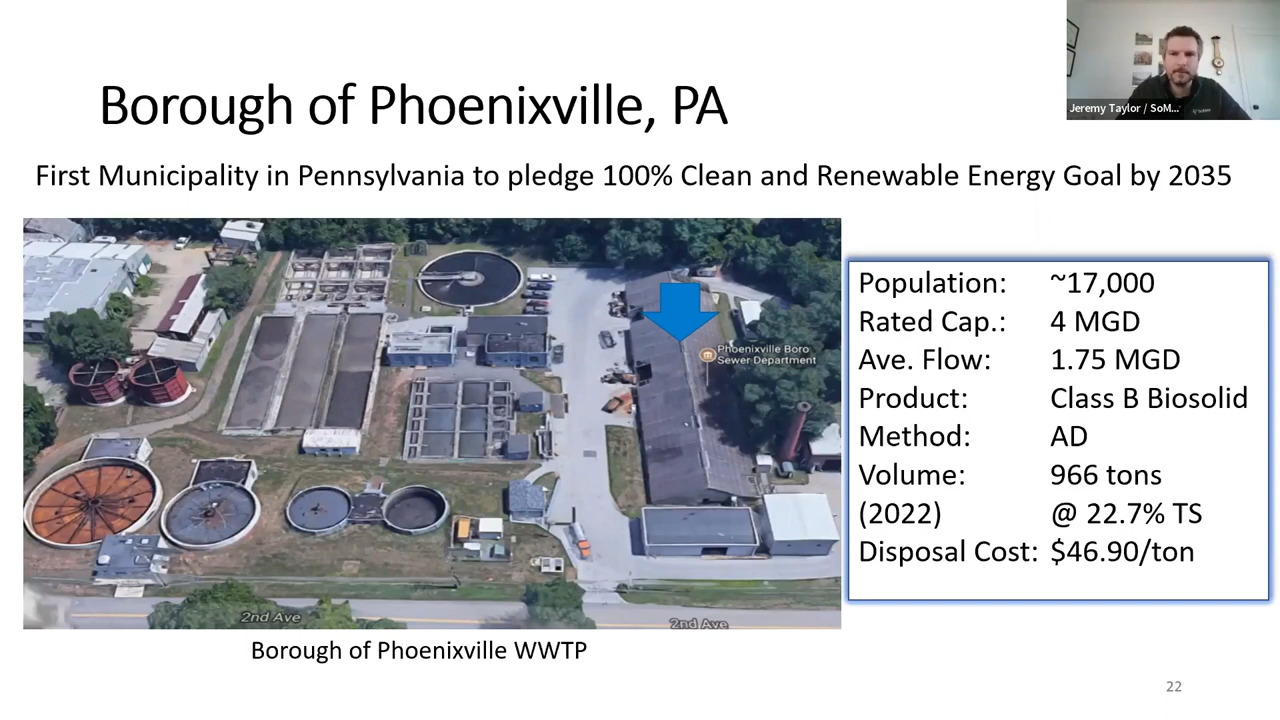 Jeremy Taylor / SoM...
Borough of Phoenixville, PA
First Municipality in Pennsylvania to pledge 100% Clean and Renewable Energy Goal by 2035
Phoenixville Boro
Sewer Department
2nd Ave
2nd Ave
Borough of Phoenixville WWTP
Population: ~17,000
Rated Cap.: 4 MGD
Ave. Flow: 1.75 MGD
Product: Class B Biosolid
Method: AD
Volume: 966 tons
(2022) @ 22.7% TS
Disposal Cost: $46.90/ton
22